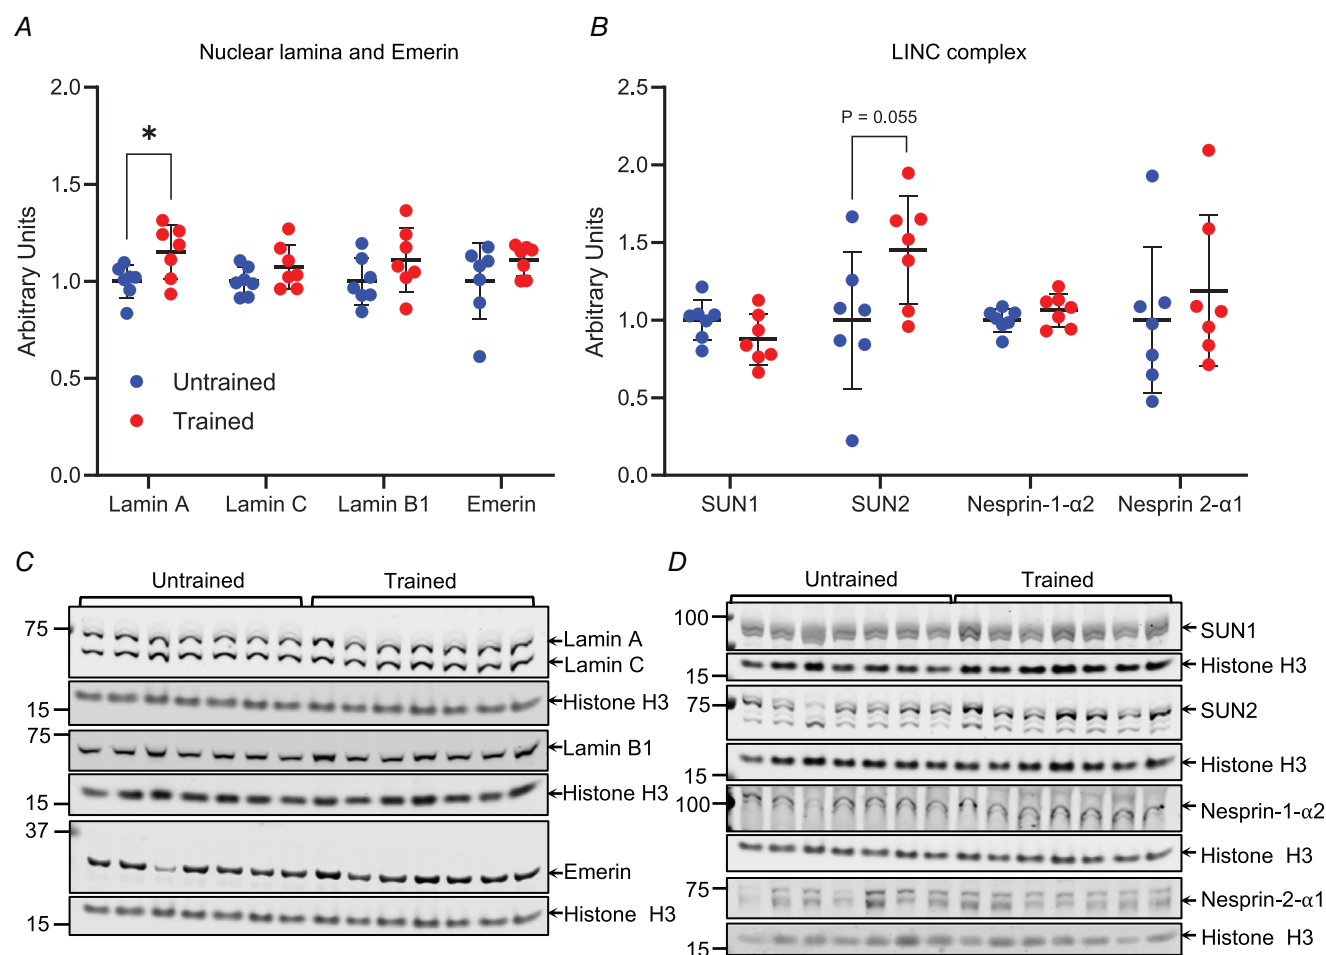 A
Nuclear lamina and Emerin
Arbitrary Units
2.0
1.5
1.0
0.5
0.0
*
Untrained
Trained
Lamin A
Lamin C
Lamin B1
Emerin
B
LINC complex
Arbitrary Units
2.5
2.0
1.5
1.0
0.5
0.0
P = 0.055
SUN1
SUN2
Nesprin-1-α2
Nesprin 2-α1
C
Untrained
Trained
75
Lamin A
Lamin C
15
Histone H3
75
Lamin B1
15
Histone H3
37
Emerin
15
Histone H3
D
Untrained
Trained
100
SUN1
15
Histone H3
75
SUN2
15
Histone H3
100
Nesprin-1-α2
Histone H3
75
Nesprin-2-α1
15
Histone H3